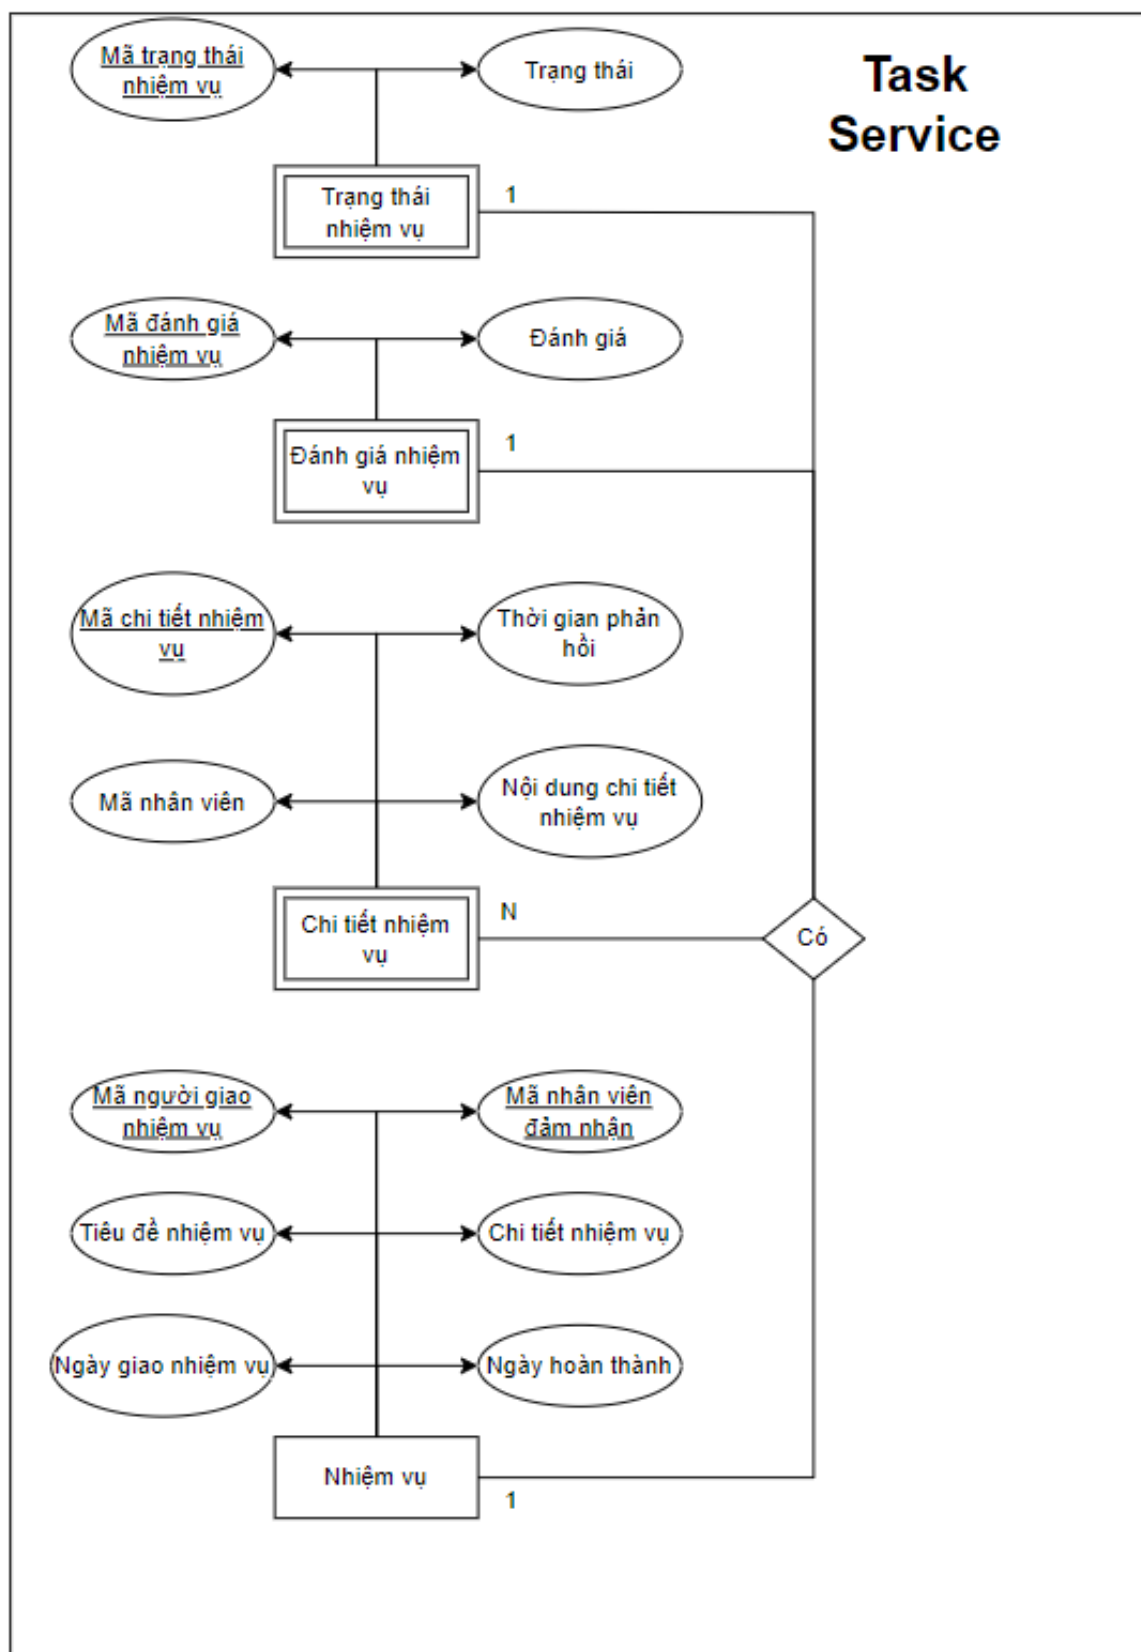 Task
Service
Mã trạng thái
nhiệm vụ
Trạng thái
Trạng thái
nhiệm vụ
1
Mã đánh giá
nhiệm vụ
Đánh giá
Đánh giá nhiệm
vụ
1
Mã chi tiết nhiệm
vụ
Thời gian phản
hồi
Mã nhân viên
Nội dung chi tiết
nhiệm vụ
Chi tiết nhiệm
vụ
N
Có
Mã người giao
nhiệm vụ
Mã nhân viên
đảm nhận
Tiêu đề nhiệm vụ
Chi tiết nhiệm vụ
Ngày giao nhiệm vụ
Ngày hoàn thành
Nhiệm vụ
1